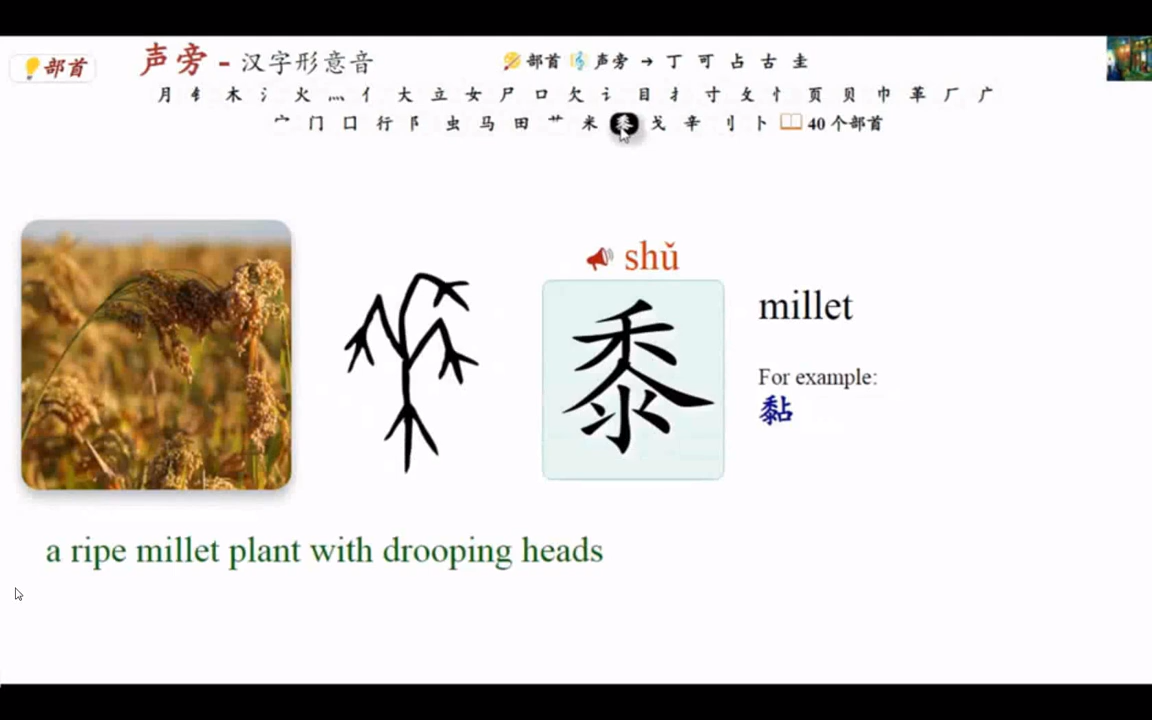 部首
声旁 - 汉字形意音
部首 声旁 → 丁 可 占 古 圭
月 钅 木 氵 火 灬 亻 大 立 女 尸 口 欠 讠 目 扌 寸 攵 忄 页 贝 巾 革 厂 广
宀 门 囗 行 阝 虫 马 田 艹 米 黍 戈 辛 刂 卜 40 个部首
shǔ
黍
millet
For example:
黏
a ripe millet plant with drooping heads